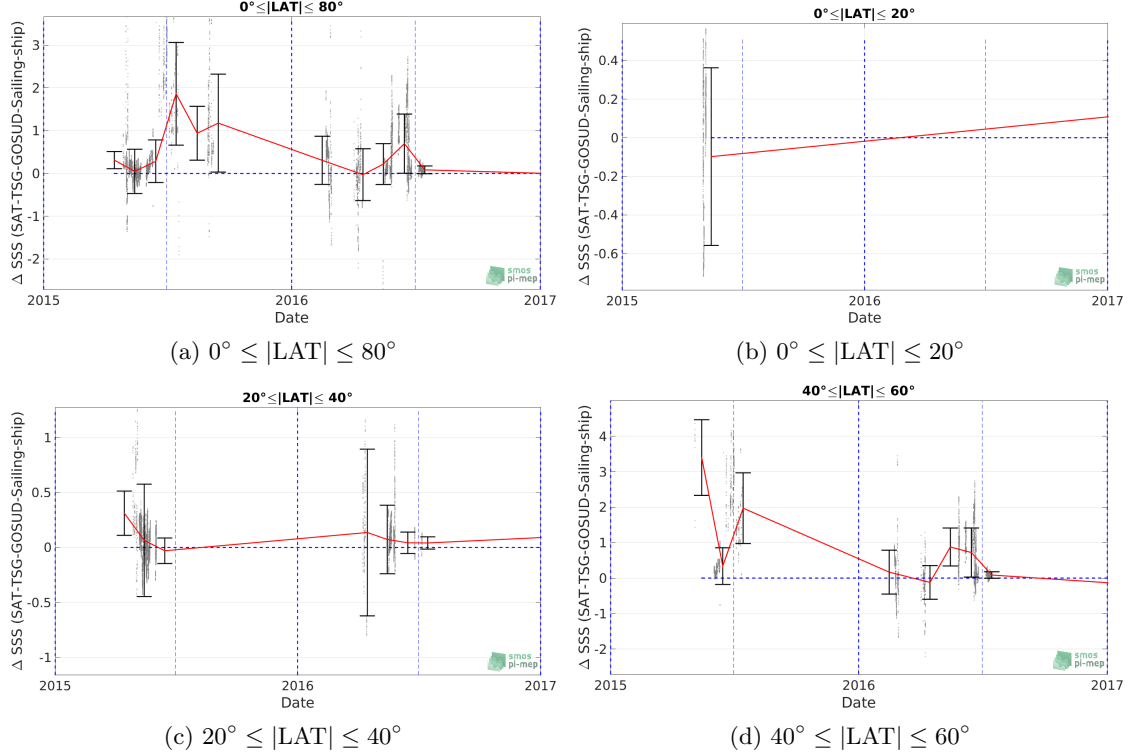 0°≤|LAT|≤ 80°
Δ SSS (SAT-TSG-GOSUD-Sailing-ship)
3
2
1
0
-1
-2
2015
2016
2017
Date
smos
pi-mep
(a) 0° ≤ |LAT| ≤ 80°
0°≤|LAT|≤ 20°
Δ SSS (SAT-TSG-GOSUD-Sailing-ship)
0.4
0.2
0
-0.2
-0.4
-0.6
2015
2016
2017
Date
smos
pi-mep
(b) 0° ≤ |LAT| ≤ 20°
20°≤|LAT|≤ 40°
Δ SSS (SAT-TSG-GOSUD-Sailing-ship)
1
0.5
0
-0.5
-1
2015
2016
2017
Date
smos
pi-mep
(c) 20° ≤ |LAT| ≤ 40°
40°≤|LAT|≤ 60°
Δ SSS (SAT-TSG-GOSUD-Sailing-ship)
4
3
2
1
0
-1
-2
2015
2016
2017
Date
smos
pi-mep
(d) 40° ≤ |LAT| ≤ 60°